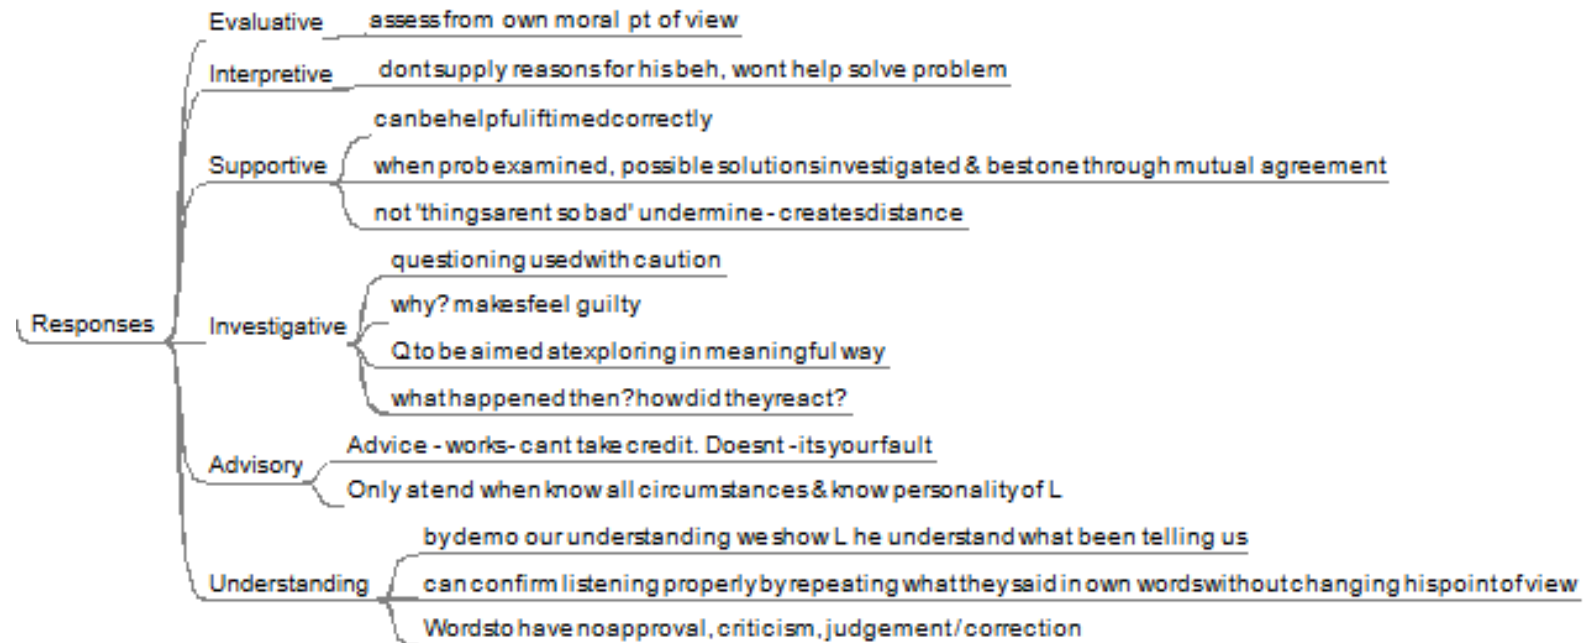 Responses
Evaluative
assess from own moral pt of view
Interpretive
dont supply reasons for his beh, wont help solve problem
Supportive
can be helpful if timed correctly
when prob examined, possible solutions investigated & best one through mutual agreement
not 'things arent so bad' undermine - creates distance
Investigative
questioning used with caution
why? makes feel guilty
Q to be aimed at exploring in meaningful way
what happened then? how did they react?
Advisory
Advice - works - cant take credit. Doesnt - its your fault
Only at end when know all circumstances & know personality of L
Understanding
by demo our understanding we show L he understand what been telling us
can confirm listening properly by repeating what they said in own words without changing his point of view
Words to have no approval, criticism, judgement / correction